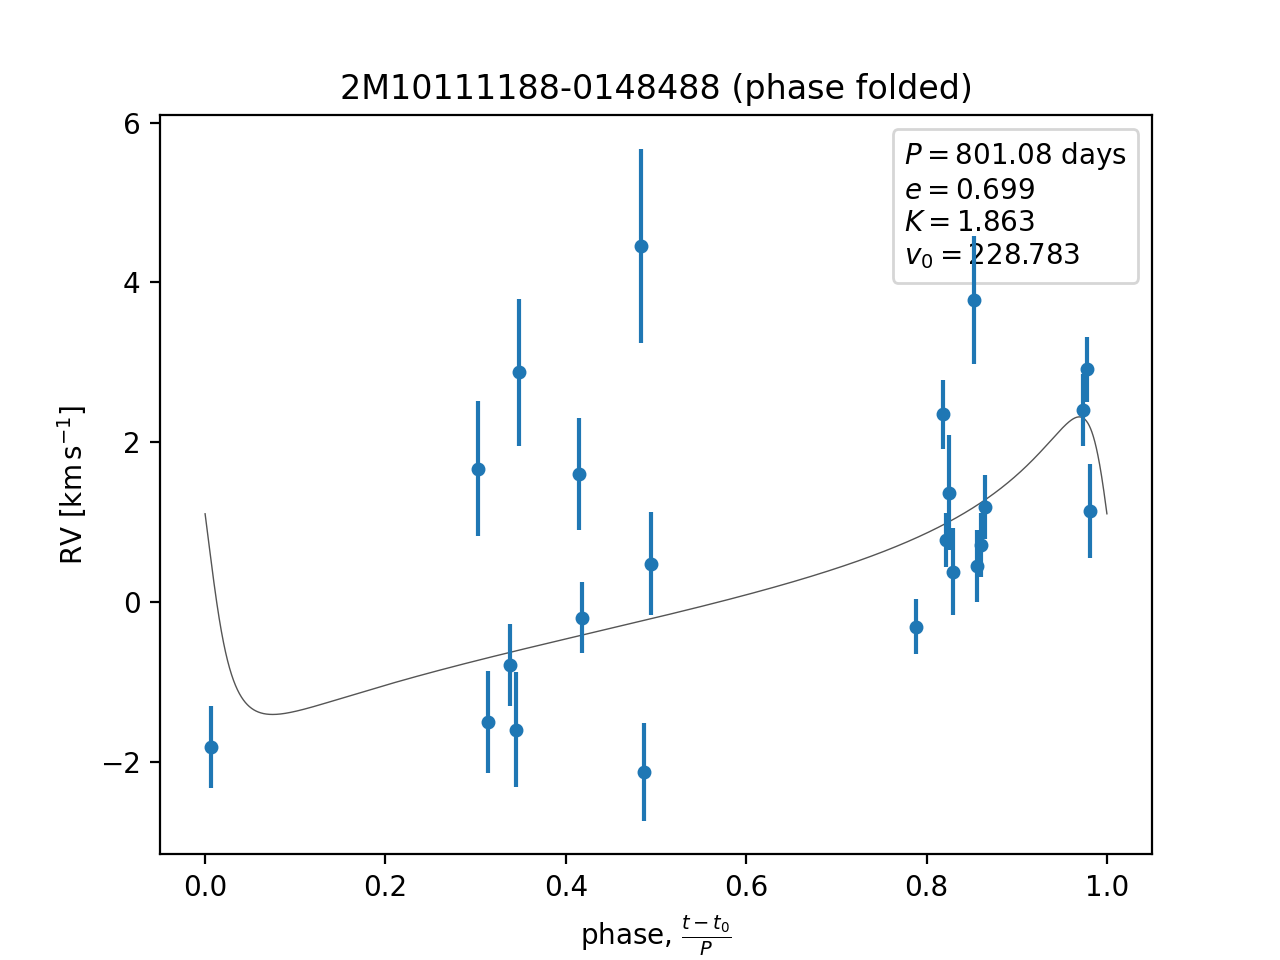 2M10111188-0148488 (phase folded)
P = 801.08 days
e = 0.699
K = 1.863
v₀ = 228.783
6
4
2
0
−2
RV [km s⁻¹]
0.0 0.2 0.4 0.6 0.8 1.0
phase, (t − t₀)/P